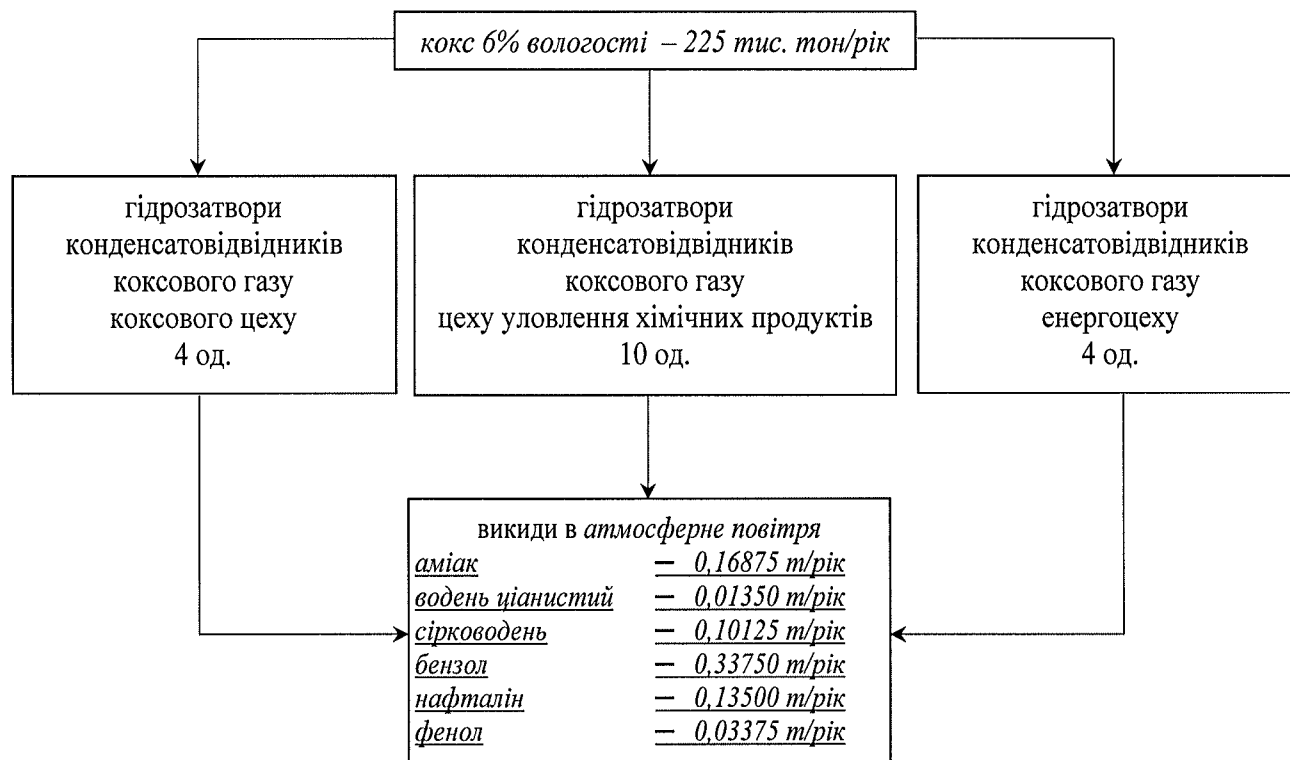 кокс 6% вологості – 225 тис. тон/рік
гідрозатвори
конденсатовідвідників
коксового газу
коксового цеху
4 од.
гідрозатвори
конденсатовідвідників
коксового газу
цеху уловлення хімічних продуктів
10 од.
гідрозатвори
конденсатовідвідників
коксового газу
енергоцеху
4 од.
викиди в атмосферне повітря
аміак – 0,16875 т/рік
водень ціанистий – 0,01350 т/рік
сірководень – 0,10125 т/рік
бензол – 0,33750 т/рік
нафталін – 0,13500 т/рік
фенол – 0,03375 т/рік